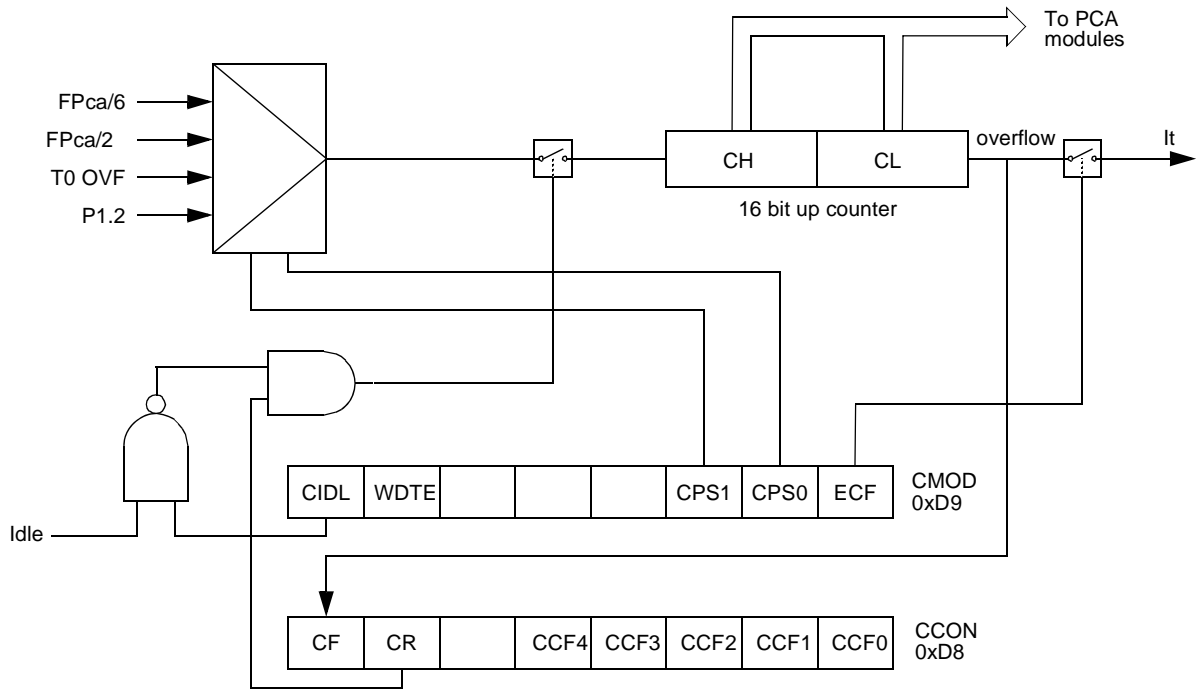 To PCA
modules
FPca/6
FPca/2
T0 OVF
P1.2
overflow
It
CH
CL
16 bit up counter
CIDL
WDTE
CPS1
CPS0
ECF
CMOD
0xD9
Idle
CF
CR
CCF4
CCF3
CCF2
CCF1
CCF0
CCON
0xD8